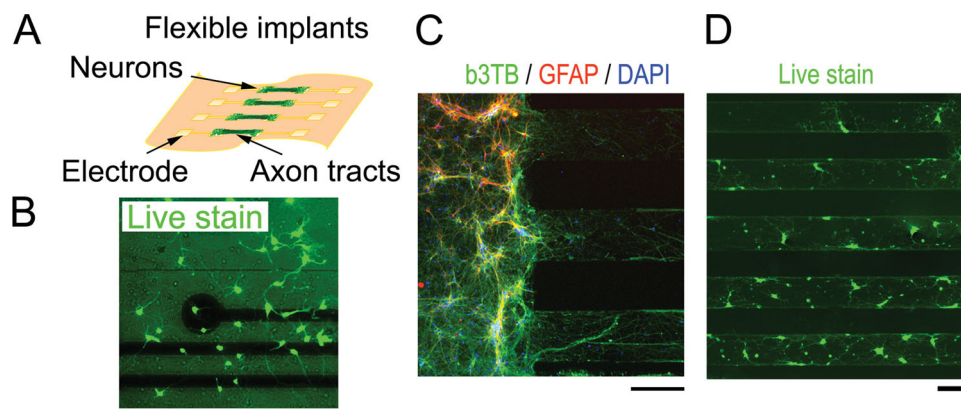 A
Flexible implants
Neurons
Electrode
Axon tracts
B
Live stain
C
b3TB / GFAP / DAPI
D
Live stain